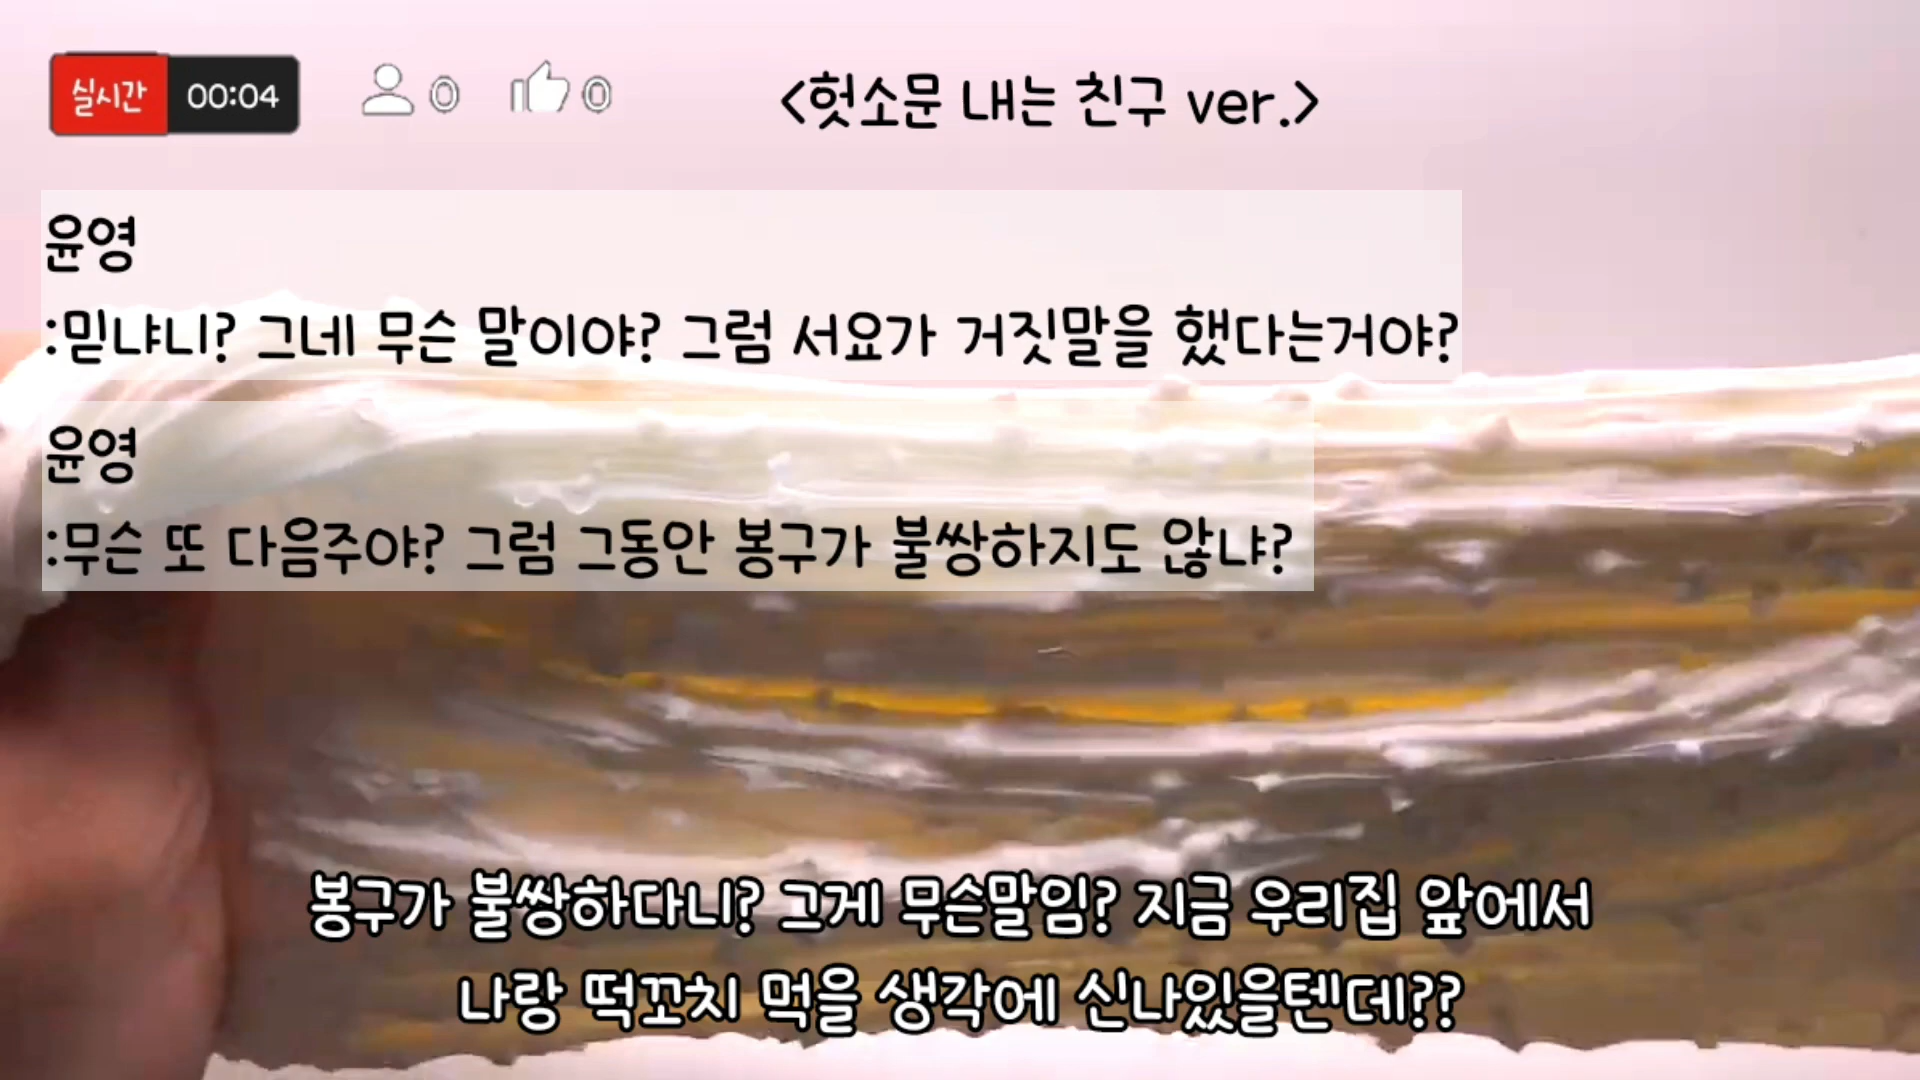 실시간 00:04 0 0 <헛소문 내는 친구 ver.>
윤영
:믿냐니? 그네 무슨 말이야? 그럼 서요가 거짓말을 했다는거야?
윤영
:무슨 또 다음주야? 그럼 그동안 봉구가 불쌍하지도 않냐?
봉구가 불쌍하다니? 그게 무슨말임? 지금 우리집 앞에서
나랑 떡꼬치 먹을 생각에 신나있을텐데??